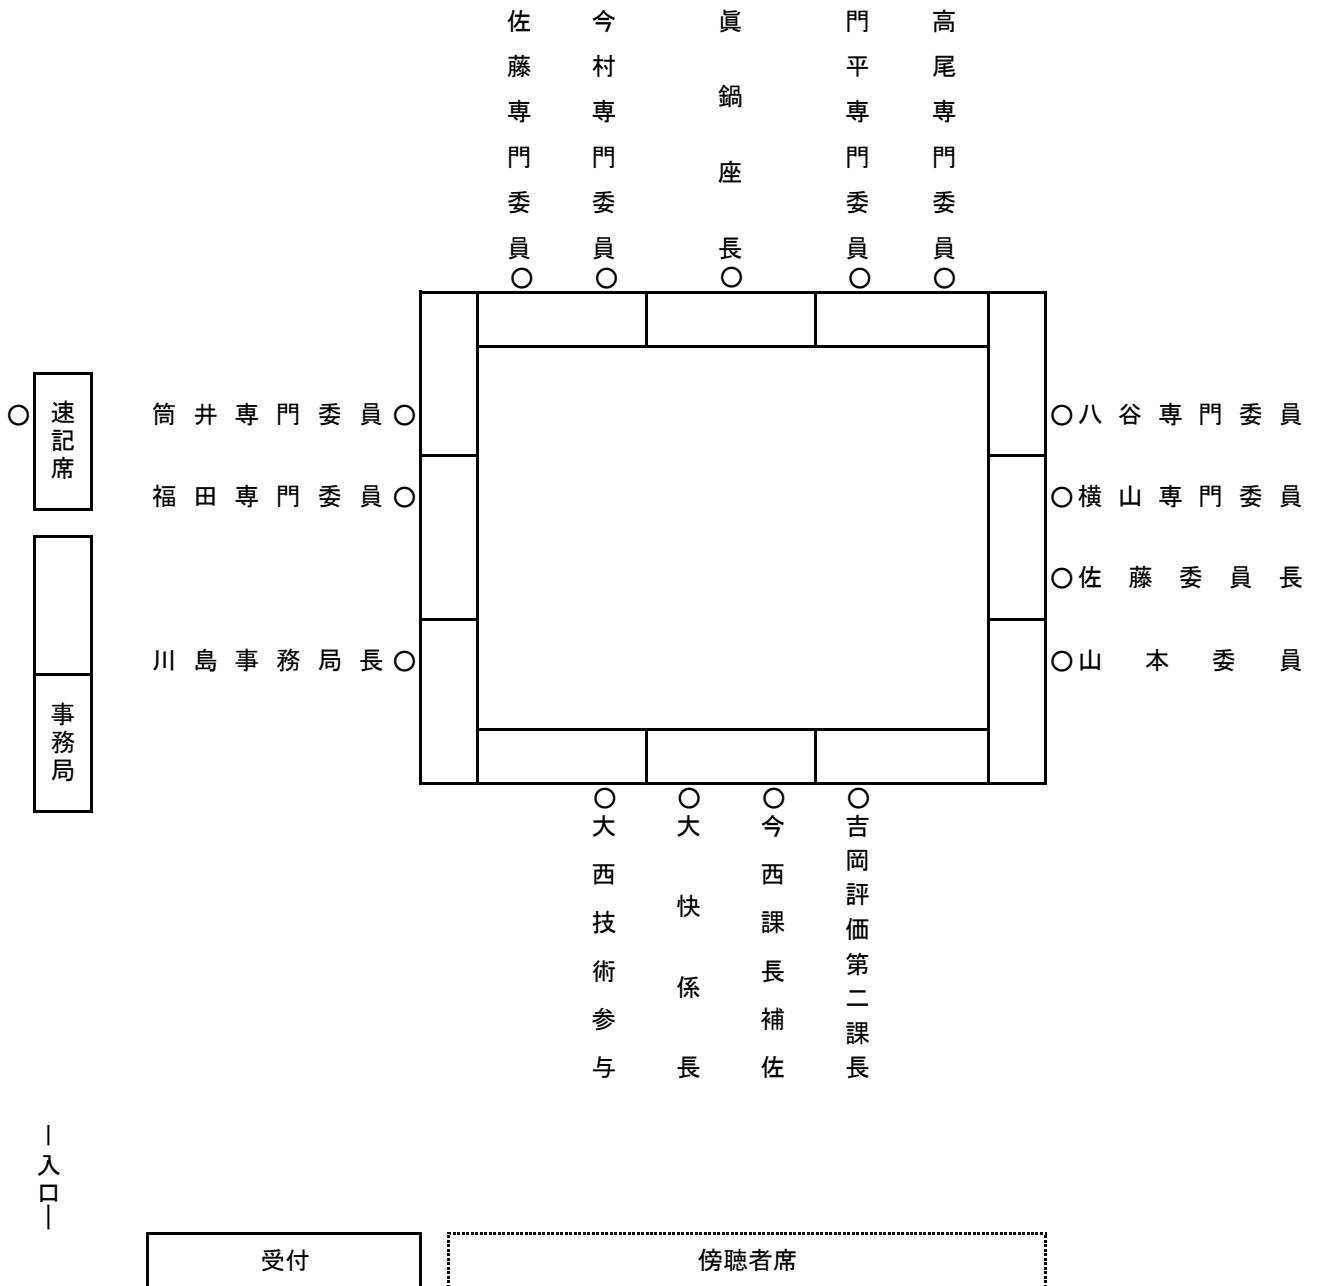 佐藤専門委員
今村専門委員
眞鍋座長
門平専門委員
高尾専門委員
速記席
筒井専門委員
八谷専門委員
福田専門委員
横山専門委員
佐藤委員長
川島事務局長
山本委員
事務局
大西技術参与
大快係長
今西課長補佐
吉岡評価第二課長
―入口―
受付
傍聴者席